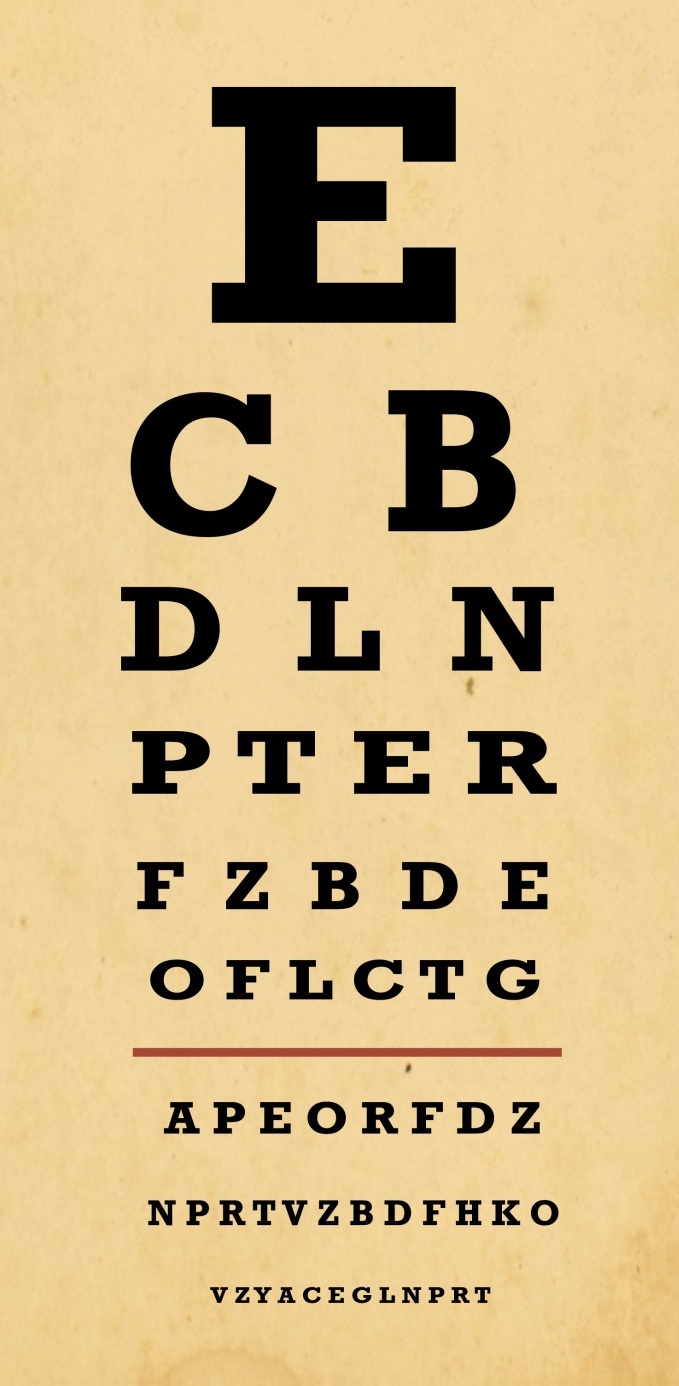 E
C B
D L N
P T E R
F Z B D E
O F L C T G
A P E O R F D Z
N P R T V Z B D F H K O
V Z Y A C E G L N P R T